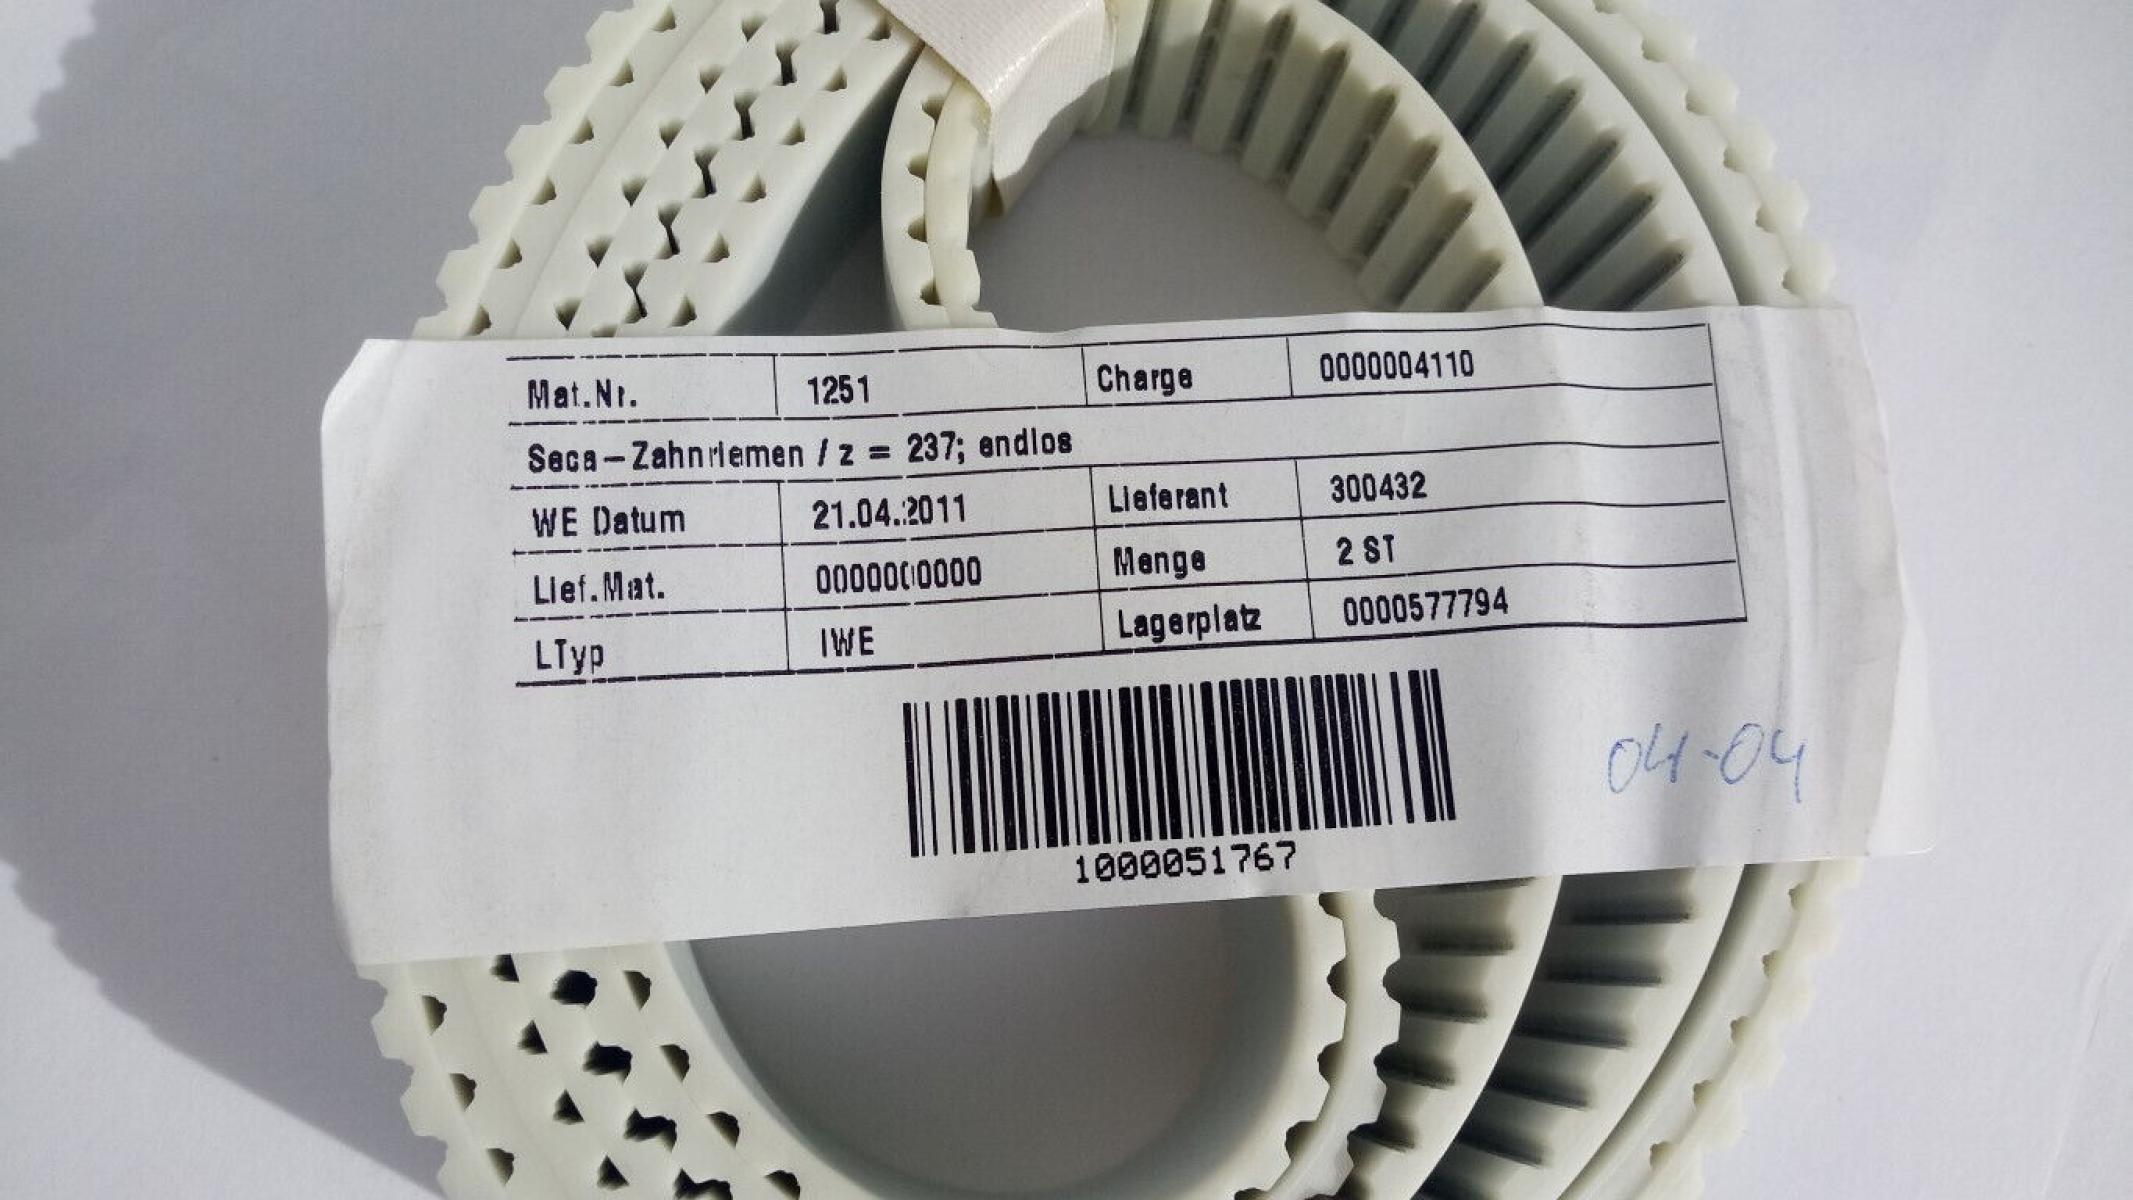 Mat.Nr. 1251 Charge 0000004110
Seca-Zahnriemen / z = 237; endlos
WE Datum 21.04.2011 Lieferant 300432
Lief.Mat. 0000000000 Menge 2 ST
LTyp IWE Lagerplatz 0000577794
1000051767
04-04